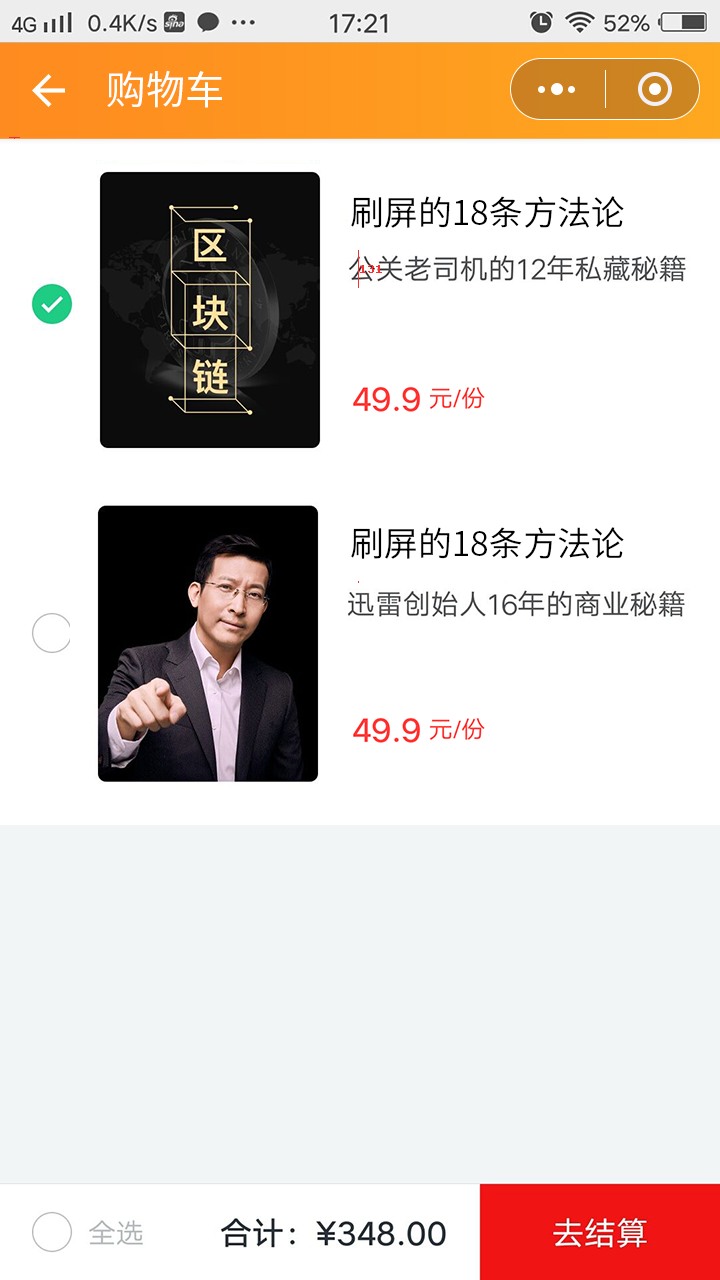 4G 0.4K/s sina 17:21 52%
购物车
区
块
链
刷屏的18条方法论
公关老司机的12年私藏秘籍
131
49.9 元/份
刷屏的18条方法论
迅雷创始人16年的商业秘籍
49.9 元/份
全选 合计：¥348.00 去结算